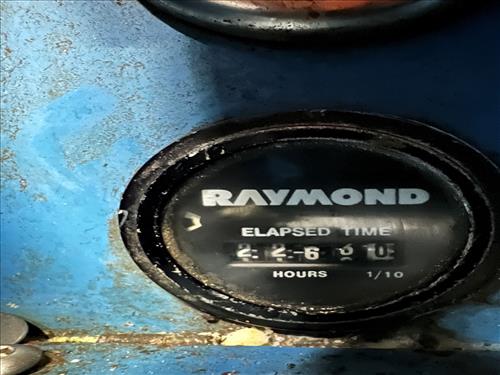 RAYMOND
ELAPSED TIME
HOURS 1/10